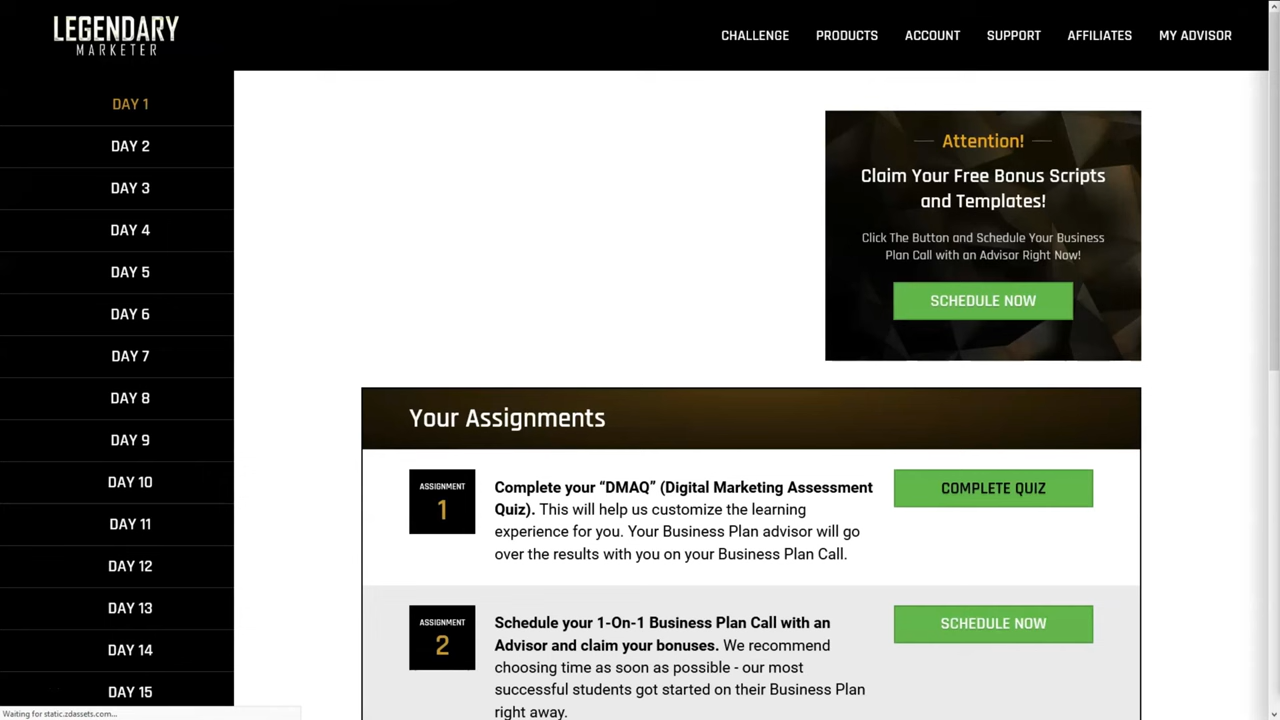 LEGENDARY
MARKETER
CHALLENGE PRODUCTS ACCOUNT SUPPORT AFFILIATES MY ADVISOR
DAY 1
DAY 2
DAY 3
DAY 4
DAY 5
DAY 6
DAY 7
DAY 8
DAY 9
DAY 10
DAY 11
DAY 12
DAY 13
DAY 14
DAY 15
Attention!
Claim Your Free Bonus Scripts
and Templates!
Click The Button and Schedule Your Business
Plan Call with an Advisor Right Now!
SCHEDULE NOW
Your Assignments
ASSIGNMENT
1
Complete your “DMAQ” (Digital Marketing Assessment
Quiz). This will help us customize the learning
experience for you. Your Business Plan advisor will go
over the results with you on your Business Plan Call.
COMPLETE QUIZ
ASSIGNMENT
2
Schedule your 1-On-1 Business Plan Call with an
Advisor and claim your bonuses. We recommend
choosing time as soon as possible - our most
successful students got started on their Business Plan
right away.
SCHEDULE NOW
Waiting for static.zdassets.com...